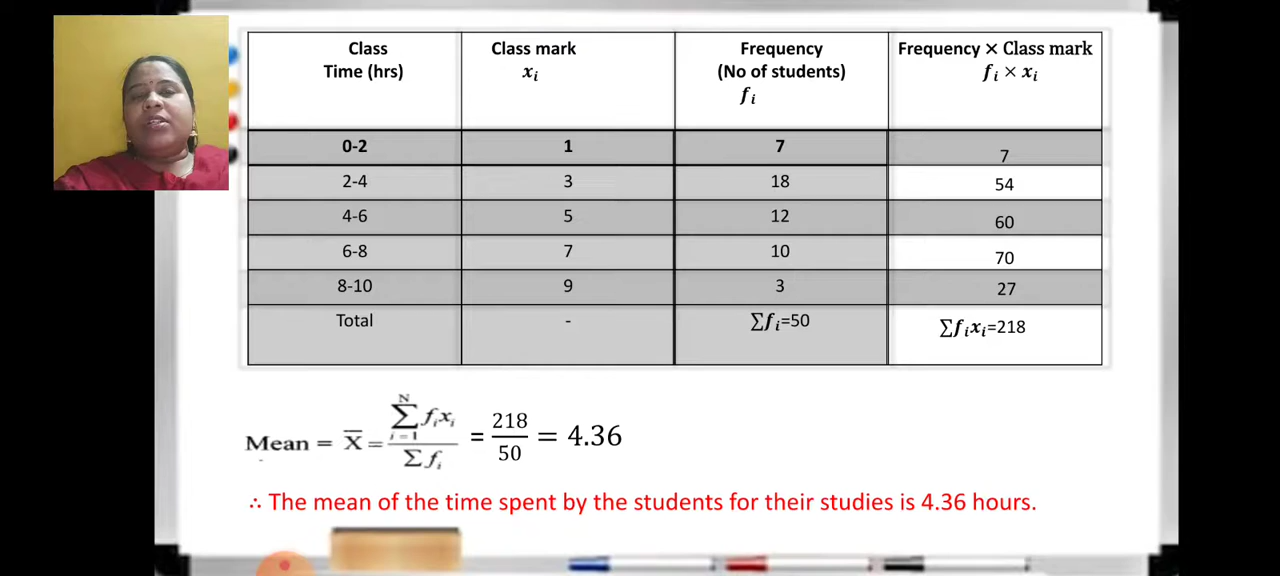 Class Time (hrs) Class mark xᵢ Frequency (No of students) fᵢ Frequency × Class mark fᵢ × xᵢ
0-2 1 7 7
2-4 3 18 54
4-6 5 12 60
6-8 7 10 70
8-10 9 3 27
Total - ∑fᵢ=50 ∑fᵢxᵢ=218
Mean = X̅ = N ∑ i=1 fᵢxᵢ / Σ fᵢ = 218/50 = 4.36
∴ The mean of the time spent by the students for their studies is 4.36 hours.